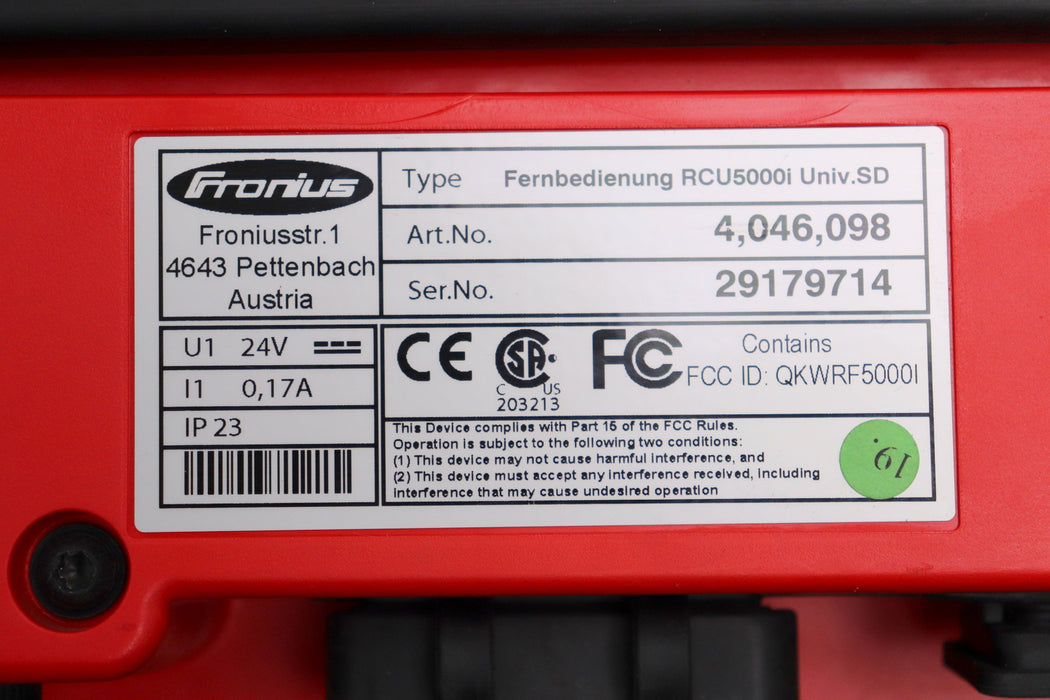 Fronius
Froniusstr.1
4643 Pettenbach
Austria
Type Fernbedienung RCU5000i Univ.SD
Art.No. 4,046,098
Ser.No. 29179714
U1 24V
I1 0,17A
IP 23
CE
SA
C US
203213
FC
Contains
FCC ID: QKWRF5000I
This Device complies with Part 15 of the FCC Rules.
Operation is subject to the following two conditions:
(1) This device may not cause harmful interference, and
(2) This device must accept any interference received, including
interference that may cause undesired operation
19.